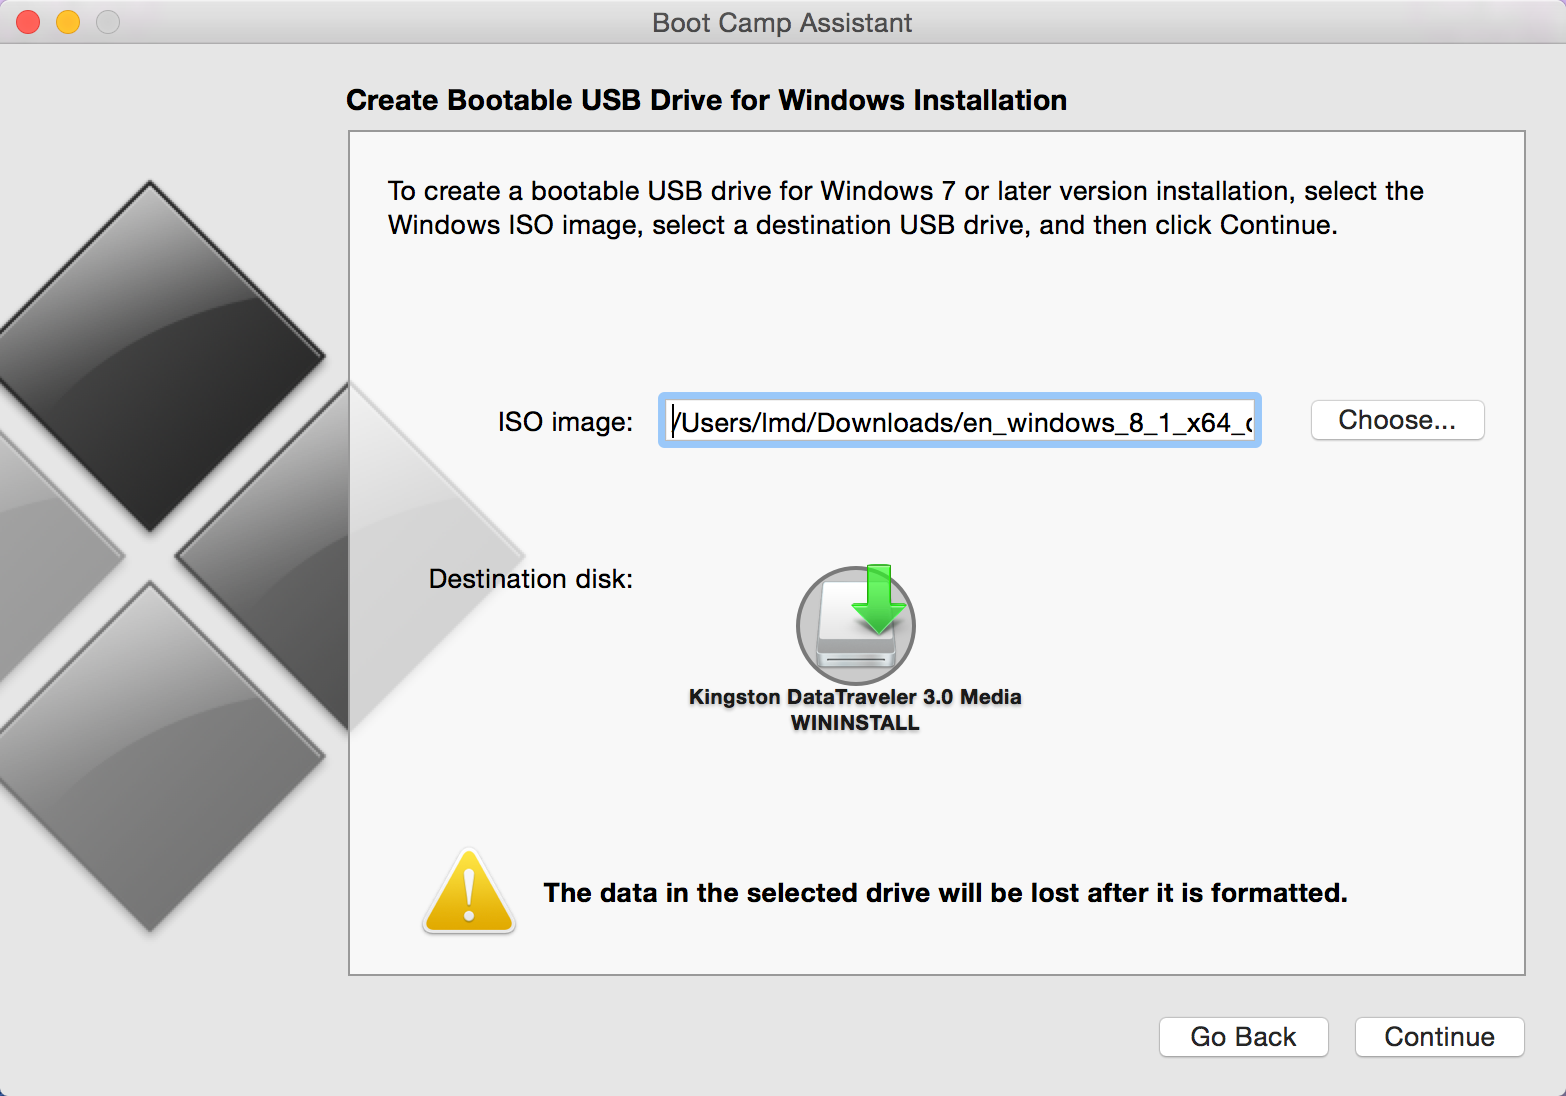 Boot Camp Assistant
Create Bootable USB Drive for Windows Installation
To create a bootable USB drive for Windows 7 or later version installation, select the
Windows ISO image, select a destination USB drive, and then click Continue.
ISO image:
/Users/lmd/Downloads/en_windows_8_1_x64_
Choose...
Destination disk:
Kingston DataTraveler 3.0 Media
WININSTALL
The data in the selected drive will be lost after it is formatted.
Go Back
Continue